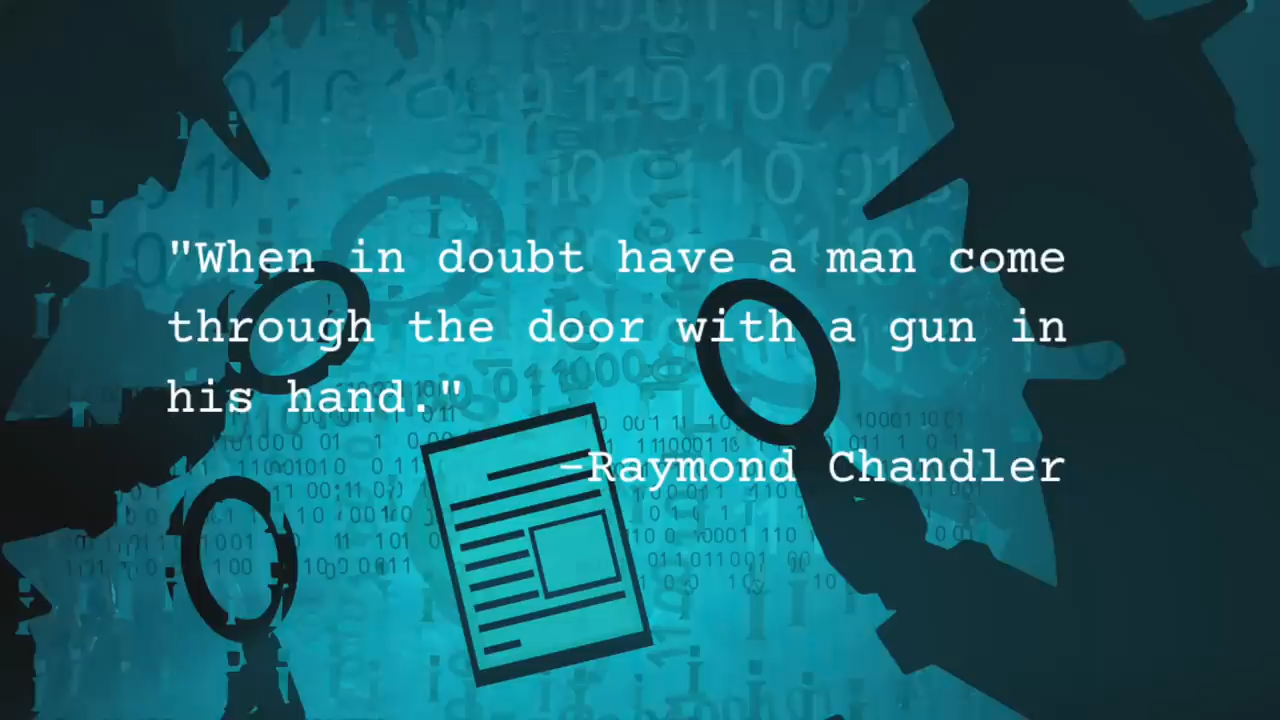 "When in doubt have a man come
through the door with a gun in
his hand."
-Raymond Chandler